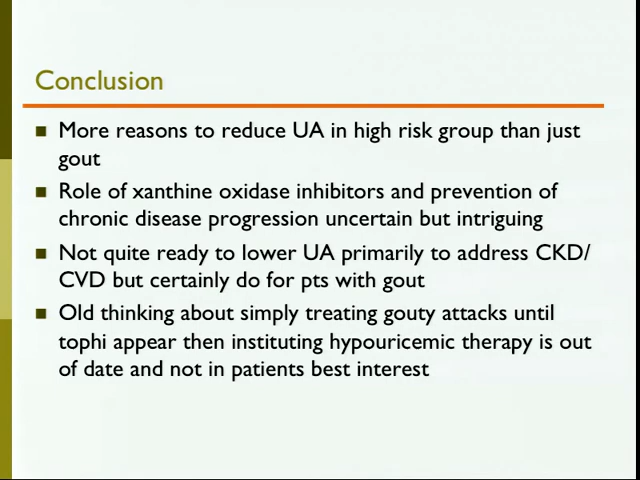 Conclusion
■ More reasons to reduce UA in high risk group than just
gout
■ Role of xanthine oxidase inhibitors and prevention of
chronic disease progression uncertain but intriguing
■ Not quite ready to lower UA primarily to address CKD/
CVD but certainly do for pts with gout
■ Old thinking about simply treating gouty attacks until
tophi appear then instituting hypouricemic therapy is out
of date and not in patients best interest